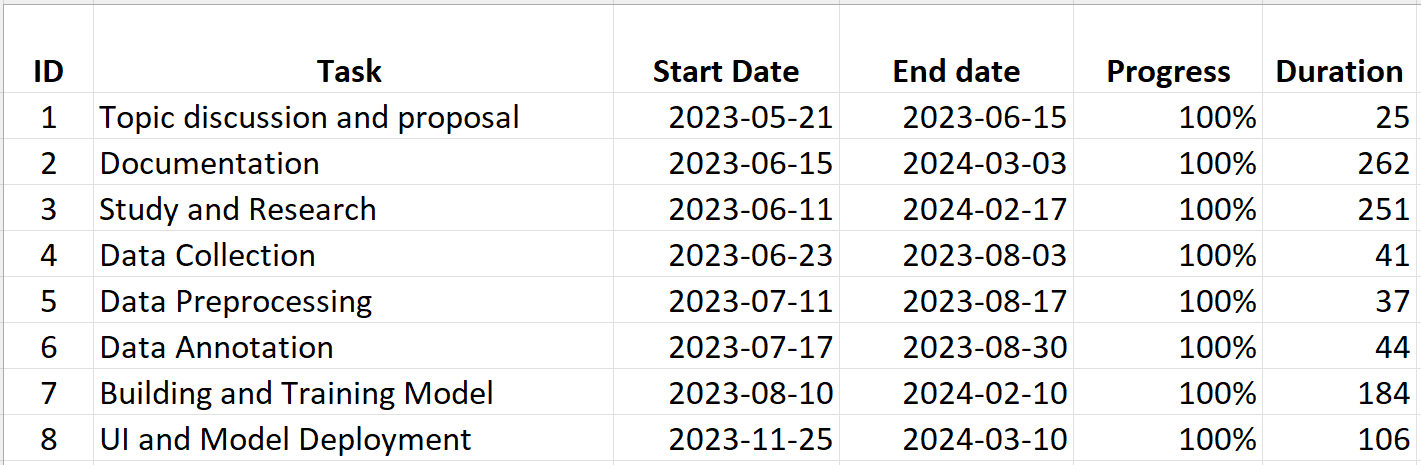 ID Task Start Date End date Progress Duration
1 Topic discussion and proposal 2023-05-21 2023-06-15 100% 25
2 Documentation 2023-06-15 2024-03-03 100% 262
3 Study and Research 2023-06-11 2024-02-17 100% 251
4 Data Collection 2023-06-23 2023-08-03 100% 41
5 Data Preprocessing 2023-07-11 2023-08-17 100% 37
6 Data Annotation 2023-07-17 2023-08-30 100% 44
7 Building and Training Model 2023-08-10 2024-02-10 100% 184
8 UI and Model Deployment 2023-11-25 2024-03-10 100% 106